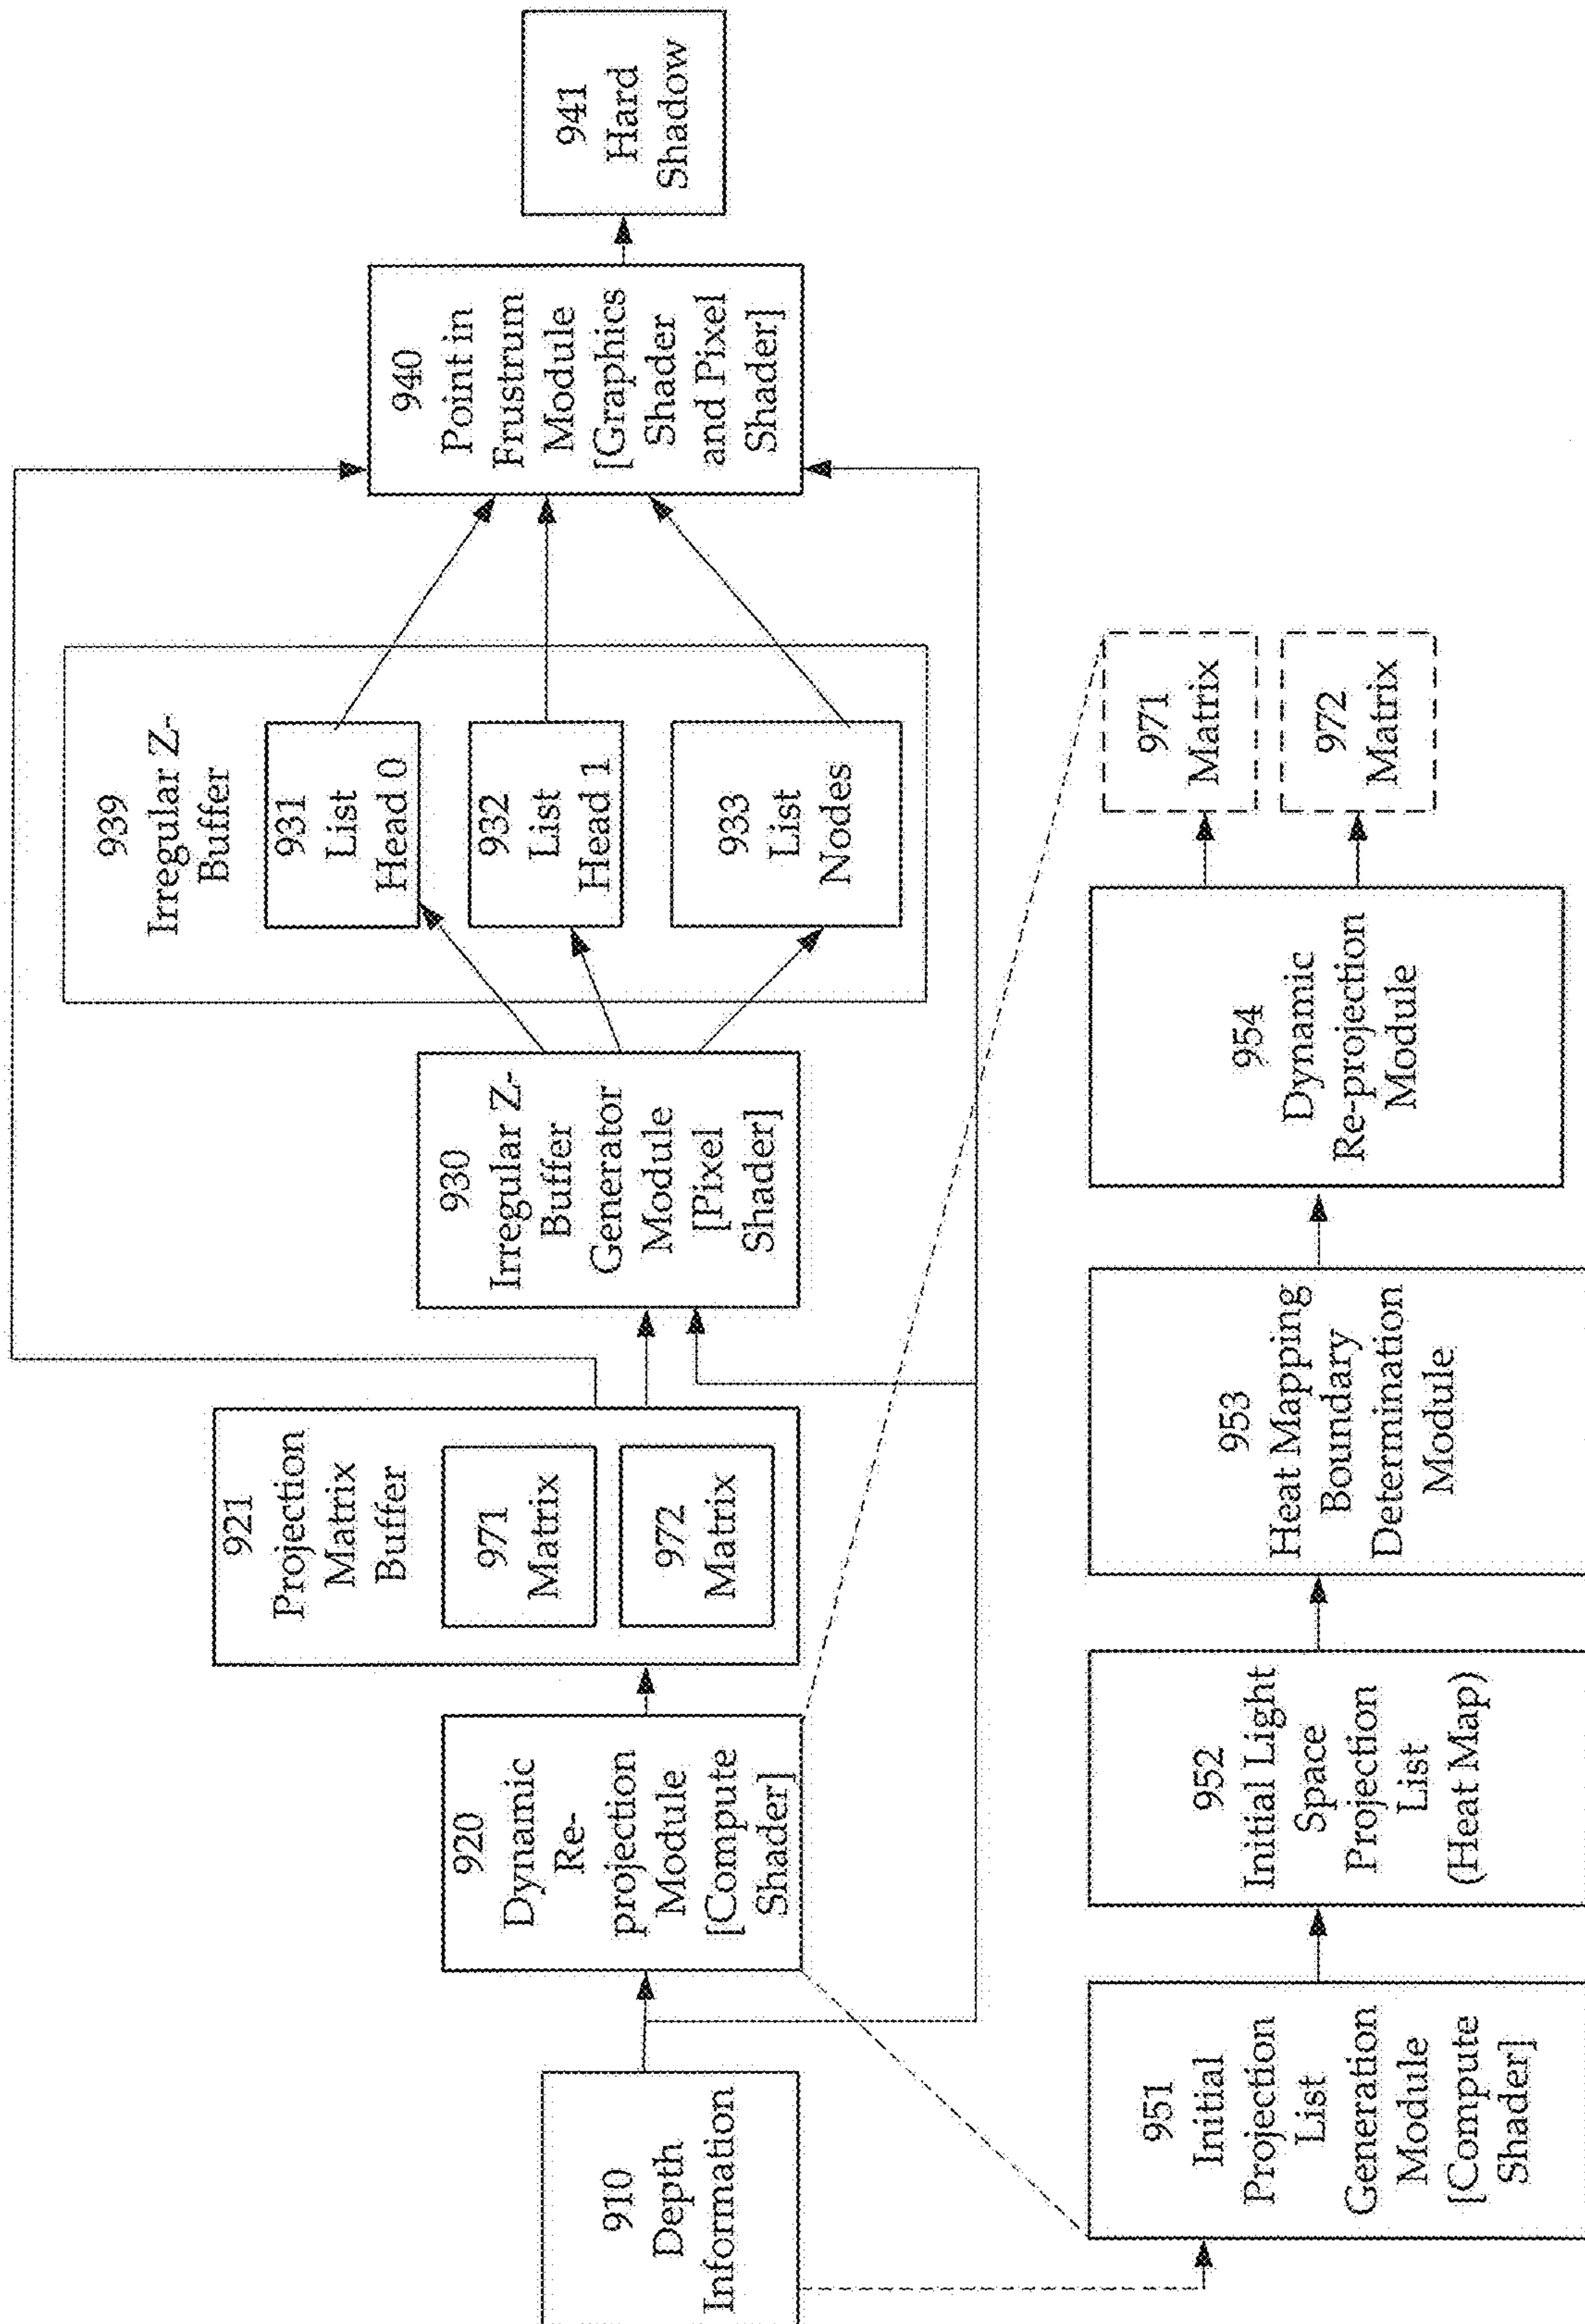 910
Depth
Information
920
Dynamic
Re-
projection
Module
[Compute
Shader]
921
Projection
Matrix
Buffer
971
Matrix
972
Matrix
930
Irregular Z-
Buffer
Generator
Module
[Pixel
Shader]
939
Irregular Z-
Buffer
931
List
Head 0
932
List
Head 1
933
List
Nodes
940
Point in
Frustrum
Module
[Graphics
Shader
and Pixel
Shader]
941
Hard
Shadow
951
Initial
Projection
List
Generation
Module
[Compute
Shader]
952
Initial Light
Space
Projection
List
(Heat Map)
953
Heat Mapping
Boundary
Determination
Module
954
Dynamic
Re-projection
Module
971
Matrix
972
Matrix